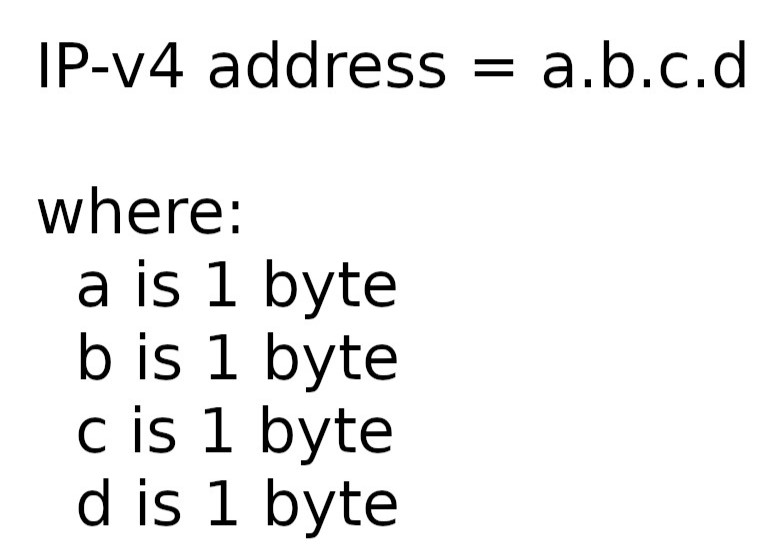 IP-v4 address = a.b.c.d
where:
a is 1 byte
b is 1 byte
c is 1 byte
d is 1 byte